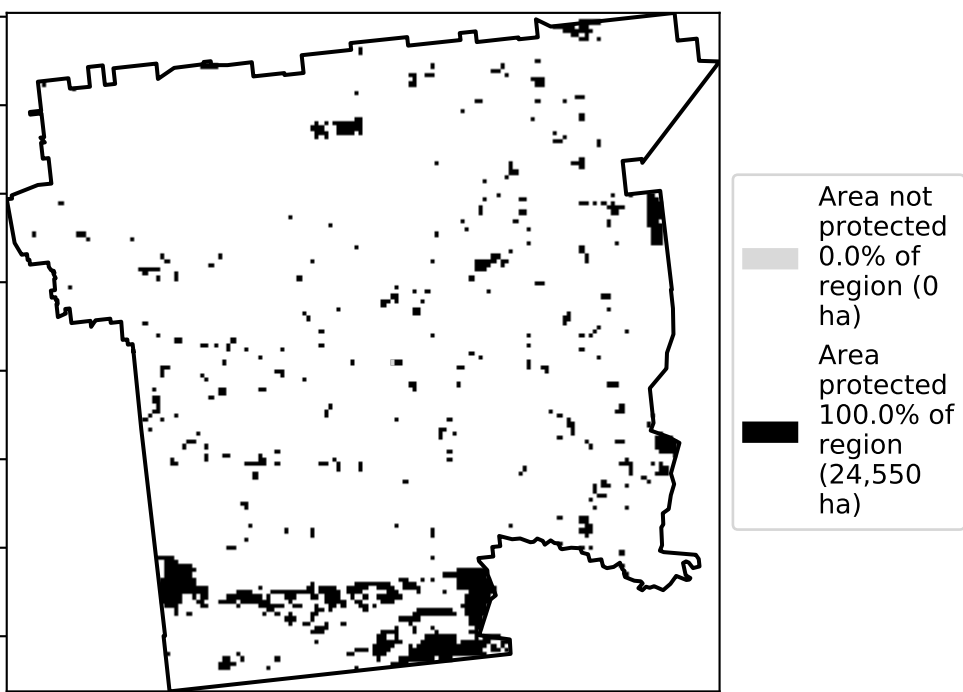 Area not
protected
0.0% of
region (0
ha)
Area
protected
100.0% of
region
(24,550
ha)